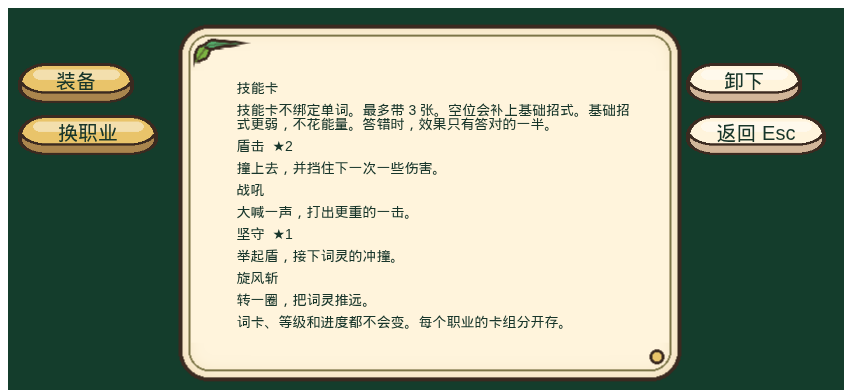 装备
换职业
技能卡
技能卡不绑定单词。最多带 3 张。空位会补上基础招式。基础招
式更弱，不花能量。答错时，效果只有答对的一半。
盾击 ★2
撞上去，并挡住下一次一些伤害。
战吼
大喊一声，打出更重的一击。
坚守 ★1
举起盾，接下词灵的冲撞。
旋风斩
转一圈，把词灵推远。
词卡、等级和进度都不会变。每个职业的卡组分开存。
卸下
返回 Esc